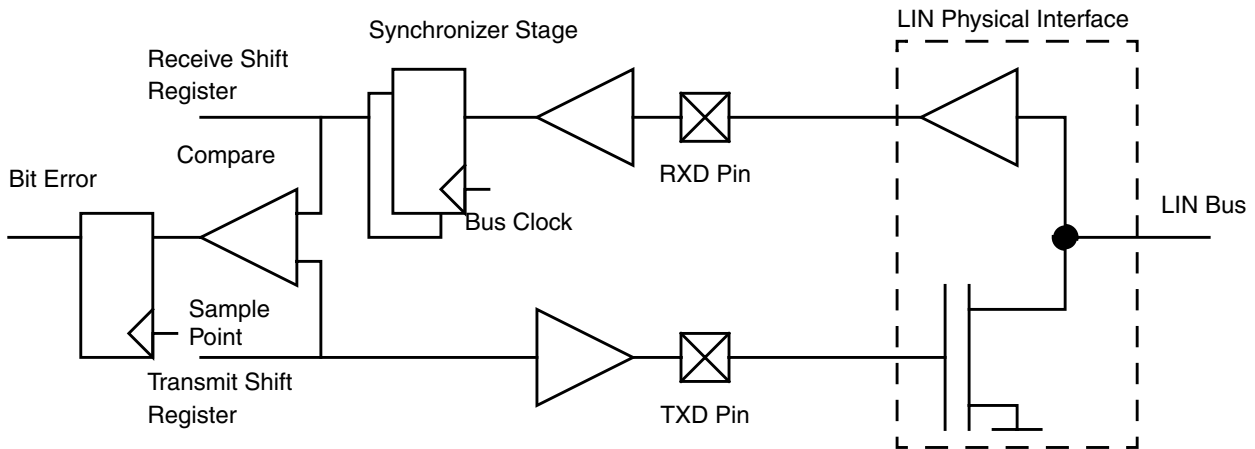 LIN Physical Interface
Synchronizer Stage
Receive Shift
Register
Compare
RXD Pin
Bit Error
Bus Clock
LIN Bus
Sample
Point
Transmit Shift
Register
TXD Pin